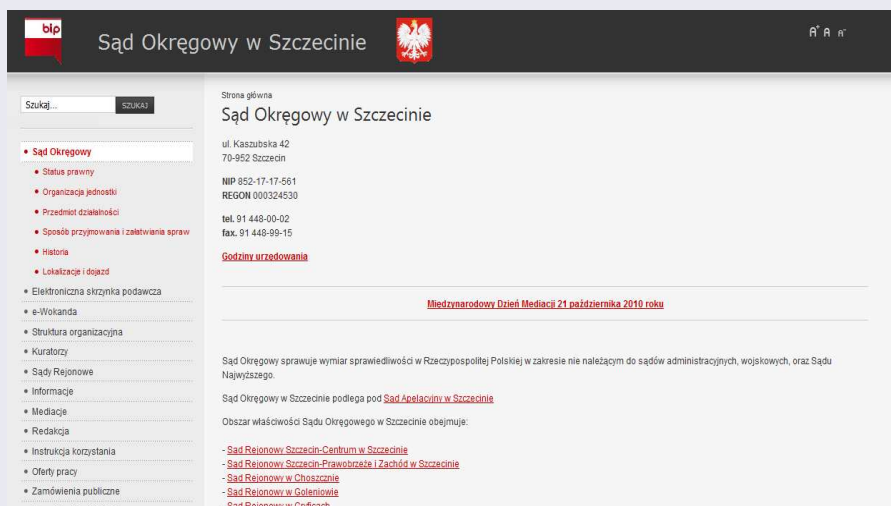 bip
Sąd Okręgowy w Szczecinie
A+ A A-
Szukaj...
SZUKAJ
Sąd Okręgowy
Status prawny
Organizacja jednostki
Przedmiot działalności
Sposób przyjmowania i załatwiania spraw
Historia
Lokalizacje i dojazd
Elektroniczna skrzynka podawcza
e-Wokanda
Struktura organizacyjna
Kuratorzy
Sądy Rejonowe
Informacje
Mediacje
Redakcja
Instrukcja korzystania
Oferty pracy
Zamówienia publiczne
Strona główna
Sąd Okręgowy w Szczecinie
ul. Kaszubska 42
70-952 Szczecin
NIP 852-17-17-561
REGON 000324530
tel. 91 448-00-02
fax. 91 448-99-15
Godziny urzędowania
Międzynarodowy Dzień Mediacji 21 października 2010 roku
Sąd Okręgowy sprawuje wymiar sprawiedliwości w Rzeczypospolitej Polskiej w zakresie nie należącym do sądów administracyjnych, wojskowych, oraz Sądu
Najwyższego.
Sąd Okręgowy w Szczecinie podlega pod Sąd Apelacyjny w Szczecinie
Obszar właściwości Sądu Okręgowego w Szczecinie obejmuje:
- Sąd Rejonowy Szczecin-Centrum w Szczecinie
- Sąd Rejonowy Szczecin-Prawobrzeże i Zachód w Szczecinie
- Sąd Rejonowy w Choszcznie
- Sąd Rejonowy w Goleniowie
- Sąd Rejonowy w Gryficach